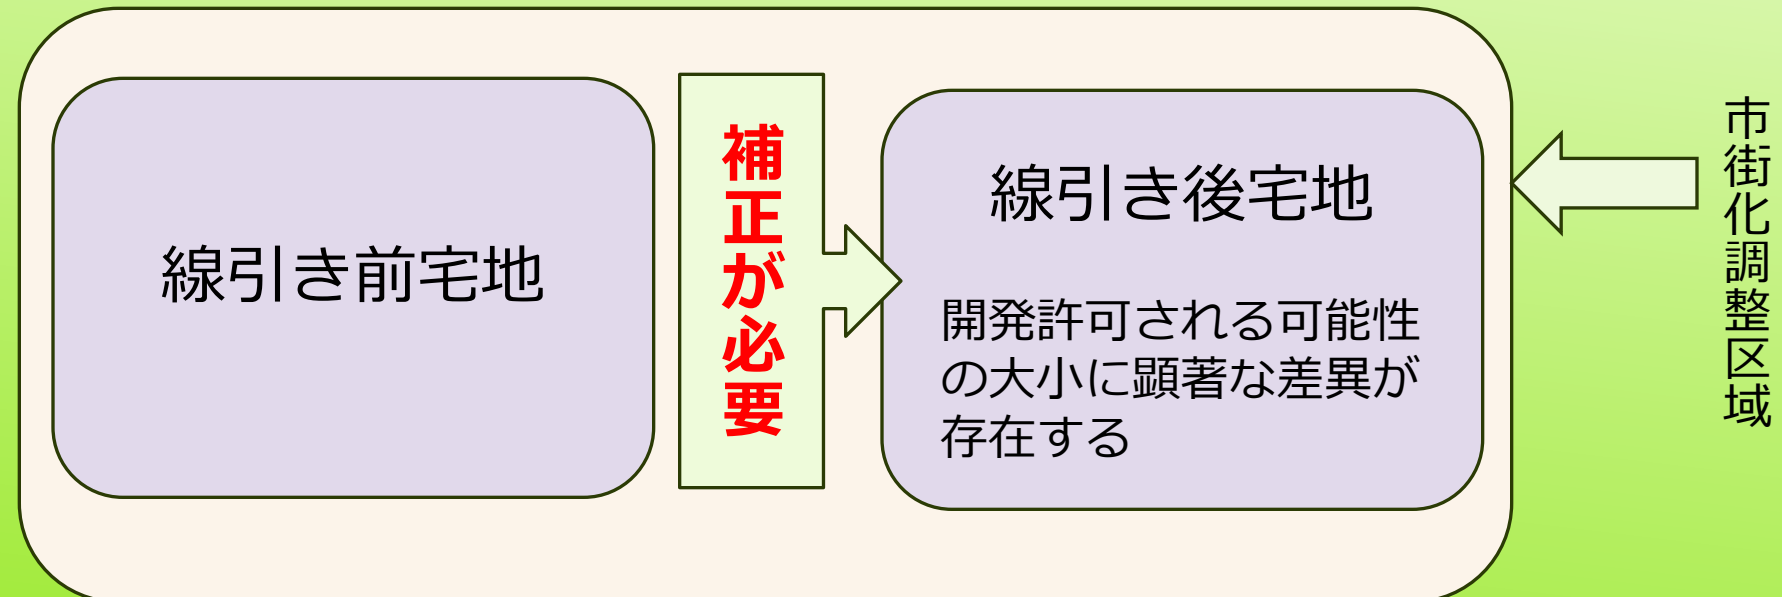 線引き前宅地
補正が必要
線引き後宅地
開発許可される可能性
の大小に顕著な差異が
存在する
市街化調整区域